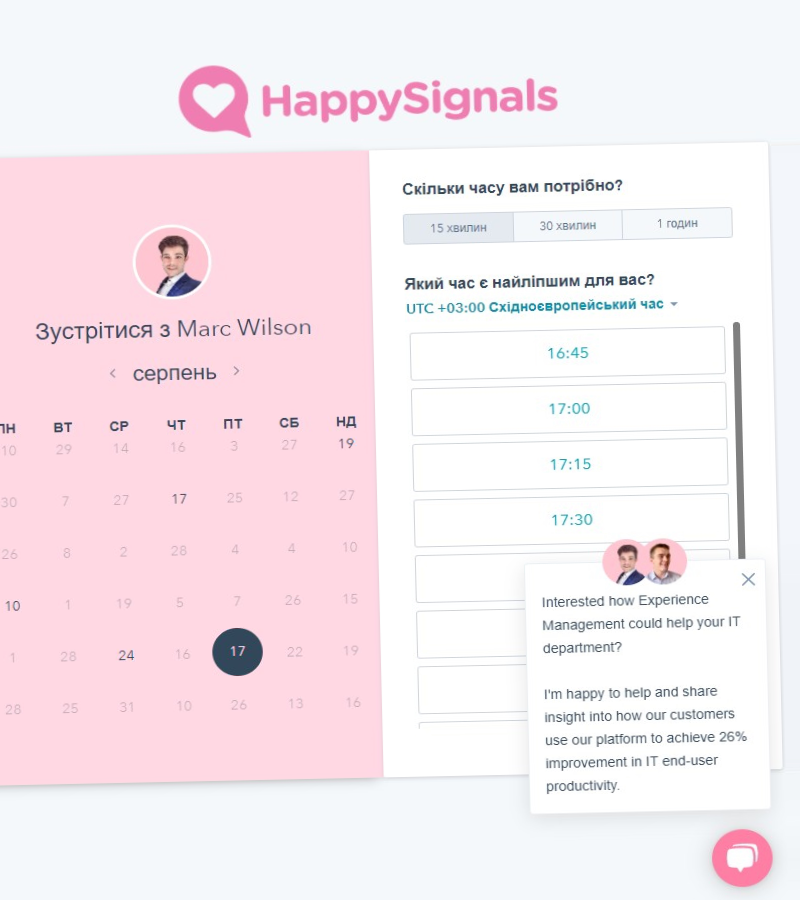 HappySignals
Зустрітися з Marc Wilson
серпень
ПН ВТ СР ЧТ ПТ СБ НД
10 29 14 16 3 27 19
30 7 27 17 25 12 27
26 8 2 28 4 4 10
10 1 19 5 7 26 15
1 28 24 16 17 22 19
28 25 31 10 26 13 16
Скільки часу вам потрібно?
15 хвилин 30 хвилин 1 годин
Який час є найліпшим для вас?
UTC +03:00 Східноєвропейський час
16:45
17:00
17:15
17:30
Interested how Experience
Management could help your IT
department?
I'm happy to help and share
insight into how our customers
use our platform to achieve 26%
improvement in IT end-user
productivity.